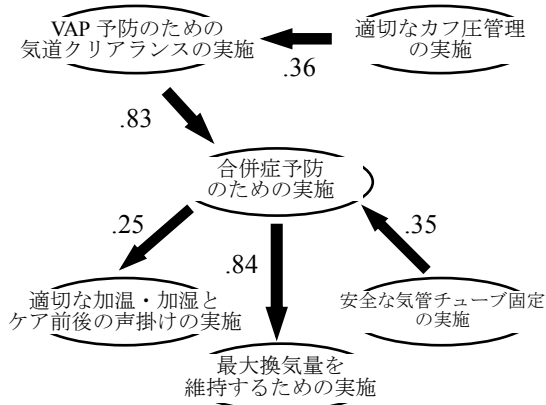 VAP 予防のための
気道クリアランスの実施
適切なカフ圧管理
の実施
.36
.83
合併症予防
のための実施
.25
.84
.35
適切な加温・加湿と
ケア前後の声掛けの実施
安全な気管チューブ固定
の実施
最大換気量を
維持するための実施